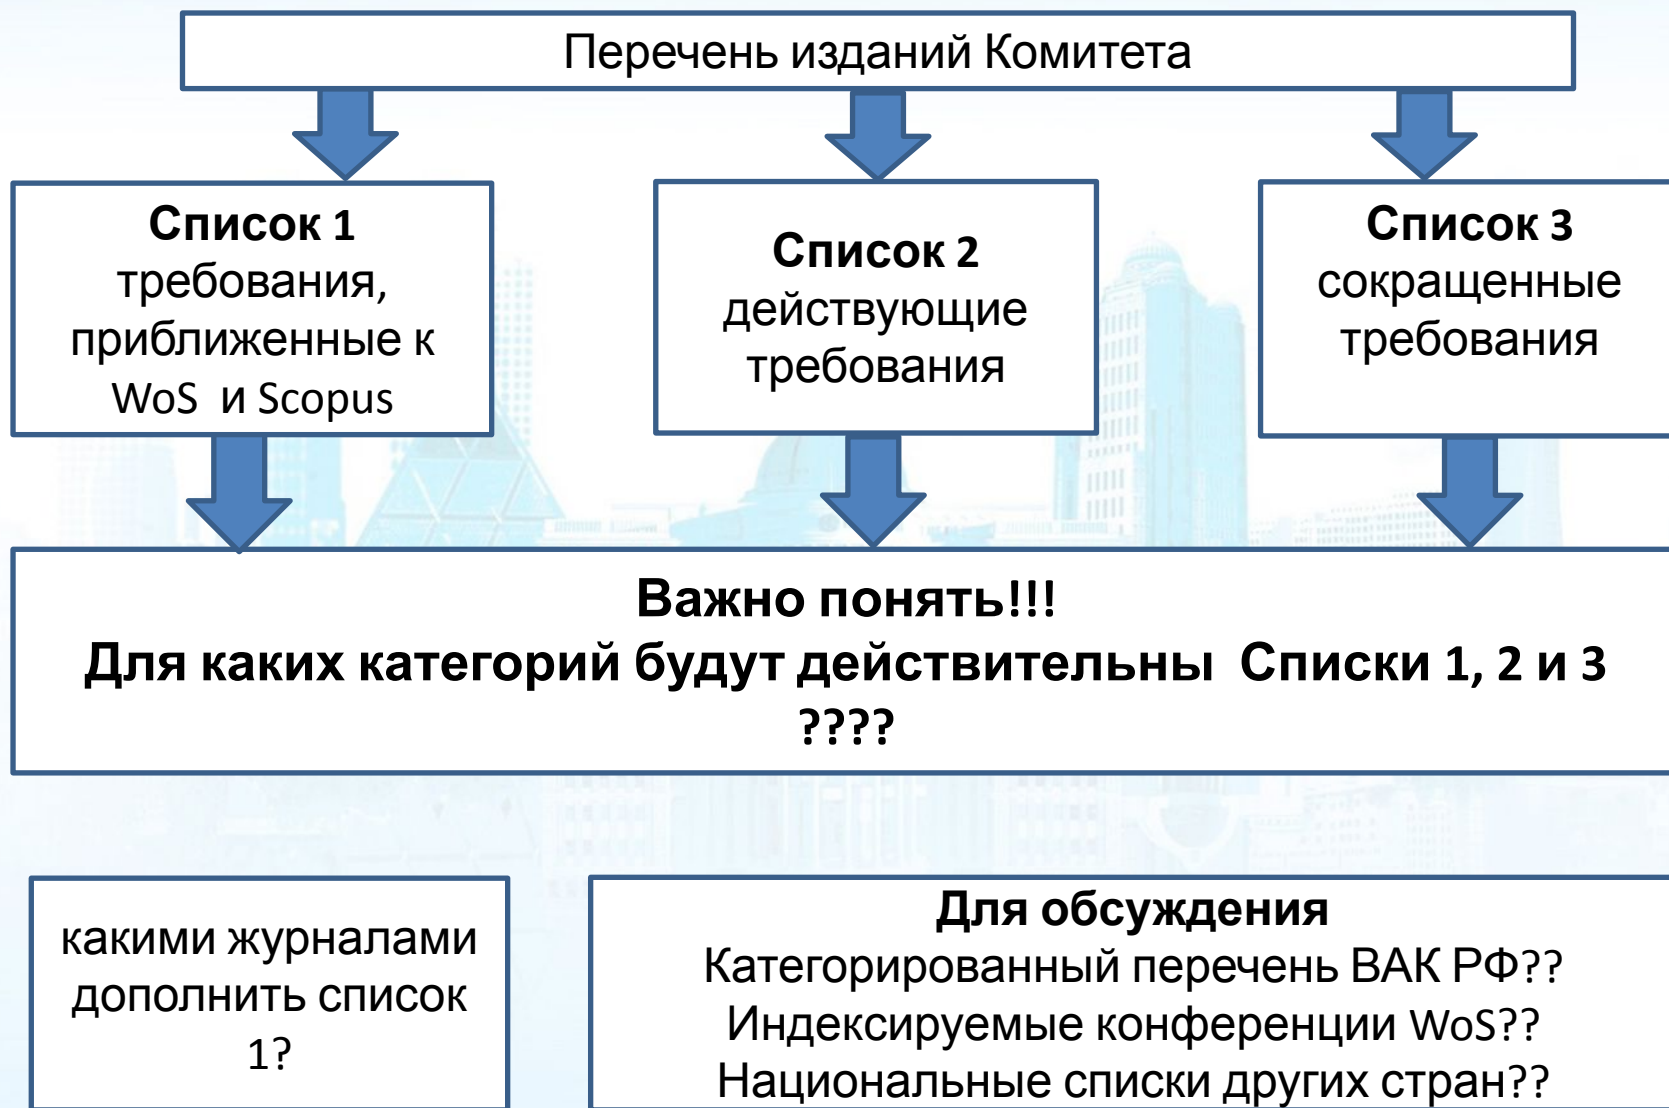 Перечень изданий Комитета
Список 1
требования,
приближенные к
WoS и Scopus
Список 2
действующие
требования
Список 3
сокращенные
требования
Важно понять!!!
Для каких категорий будут действительны Списки 1, 2 и 3
????
какими журналами
дополнить список
1?
Для обсуждения
Категорированный перечень ВАК РФ??
Индексируемые конференции WoS??
Национальные списки других стран??